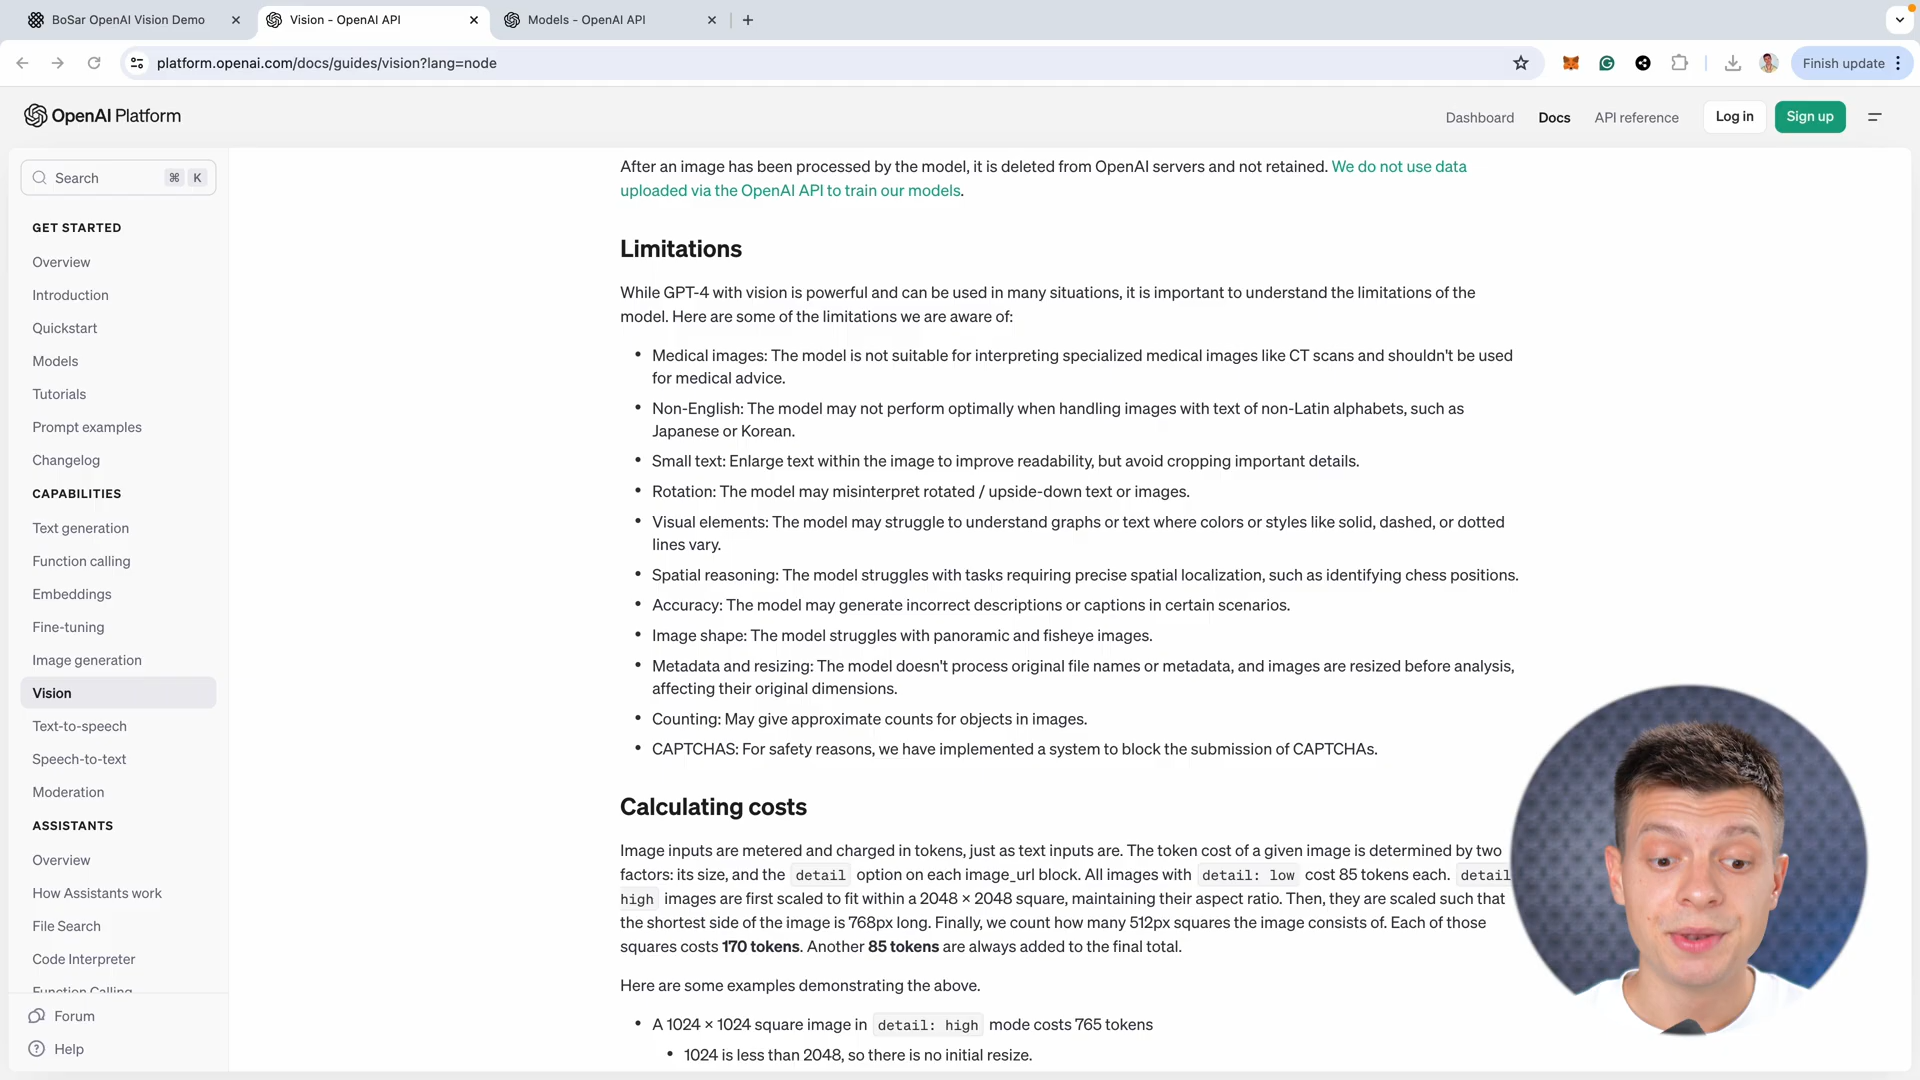 BoSar OpenAI Vision Demo
Vision - OpenAI API
Models - OpenAI API
platform.openai.com/docs/guides/vision?lang=node
Finish update
OpenAI Platform
Dashboard
Docs
API reference
Log in
Sign up
Search
⌘ K
GET STARTED
Overview
Introduction
Quickstart
Models
Tutorials
Prompt examples
Changelog
CAPABILITIES
Text generation
Function calling
Embeddings
Fine-tuning
Image generation
Vision
Text-to-speech
Speech-to-text
Moderation
ASSISTANTS
Overview
How Assistants work
File Search
Code Interpreter
Function Calling
Forum
Help
After an image has been processed by the model, it is deleted from OpenAI servers and not retained. We do not use data
uploaded via the OpenAI API to train our models.
Limitations
While GPT-4 with vision is powerful and can be used in many situations, it is important to understand the limitations of the
model. Here are some of the limitations we are aware of:
• Medical images: The model is not suitable for interpreting specialized medical images like CT scans and shouldn't be used
for medical advice.
• Non-English: The model may not perform optimally when handling images with text of non-Latin alphabets, such as
Japanese or Korean.
• Small text: Enlarge text within the image to improve readability, but avoid cropping important details.
• Rotation: The model may misinterpret rotated / upside-down text or images.
• Visual elements: The model may struggle to understand graphs or text where colors or styles like solid, dashed, or dotted
lines vary.
• Spatial reasoning: The model struggles with tasks requiring precise spatial localization, such as identifying chess positions.
• Accuracy: The model may generate incorrect descriptions or captions in certain scenarios.
• Image shape: The model struggles with panoramic and fisheye images.
• Metadata and resizing: The model doesn't process original file names or metadata, and images are resized before analysis,
affecting their original dimensions.
• Counting: May give approximate counts for objects in images.
• CAPTCHAS: For safety reasons, we have implemented a system to block the submission of CAPTCHAs.
Calculating costs
Image inputs are metered and charged in tokens, just as text inputs are. The token cost of a given image is determined by two
factors: its size, and the detail option on each image_url block. All images with detail: low cost 85 tokens each. detail
high images are first scaled to fit within a 2048 × 2048 square, maintaining their aspect ratio. Then, they are scaled such that
the shortest side of the image is 768px long. Finally, we count how many 512px squares the image consists of. Each of those
squares costs 170 tokens. Another 85 tokens are always added to the final total.
Here are some examples demonstrating the above.
• A 1024 × 1024 square image in detail: high mode costs 765 tokens
• 1024 is less than 2048, so there is no initial resize.